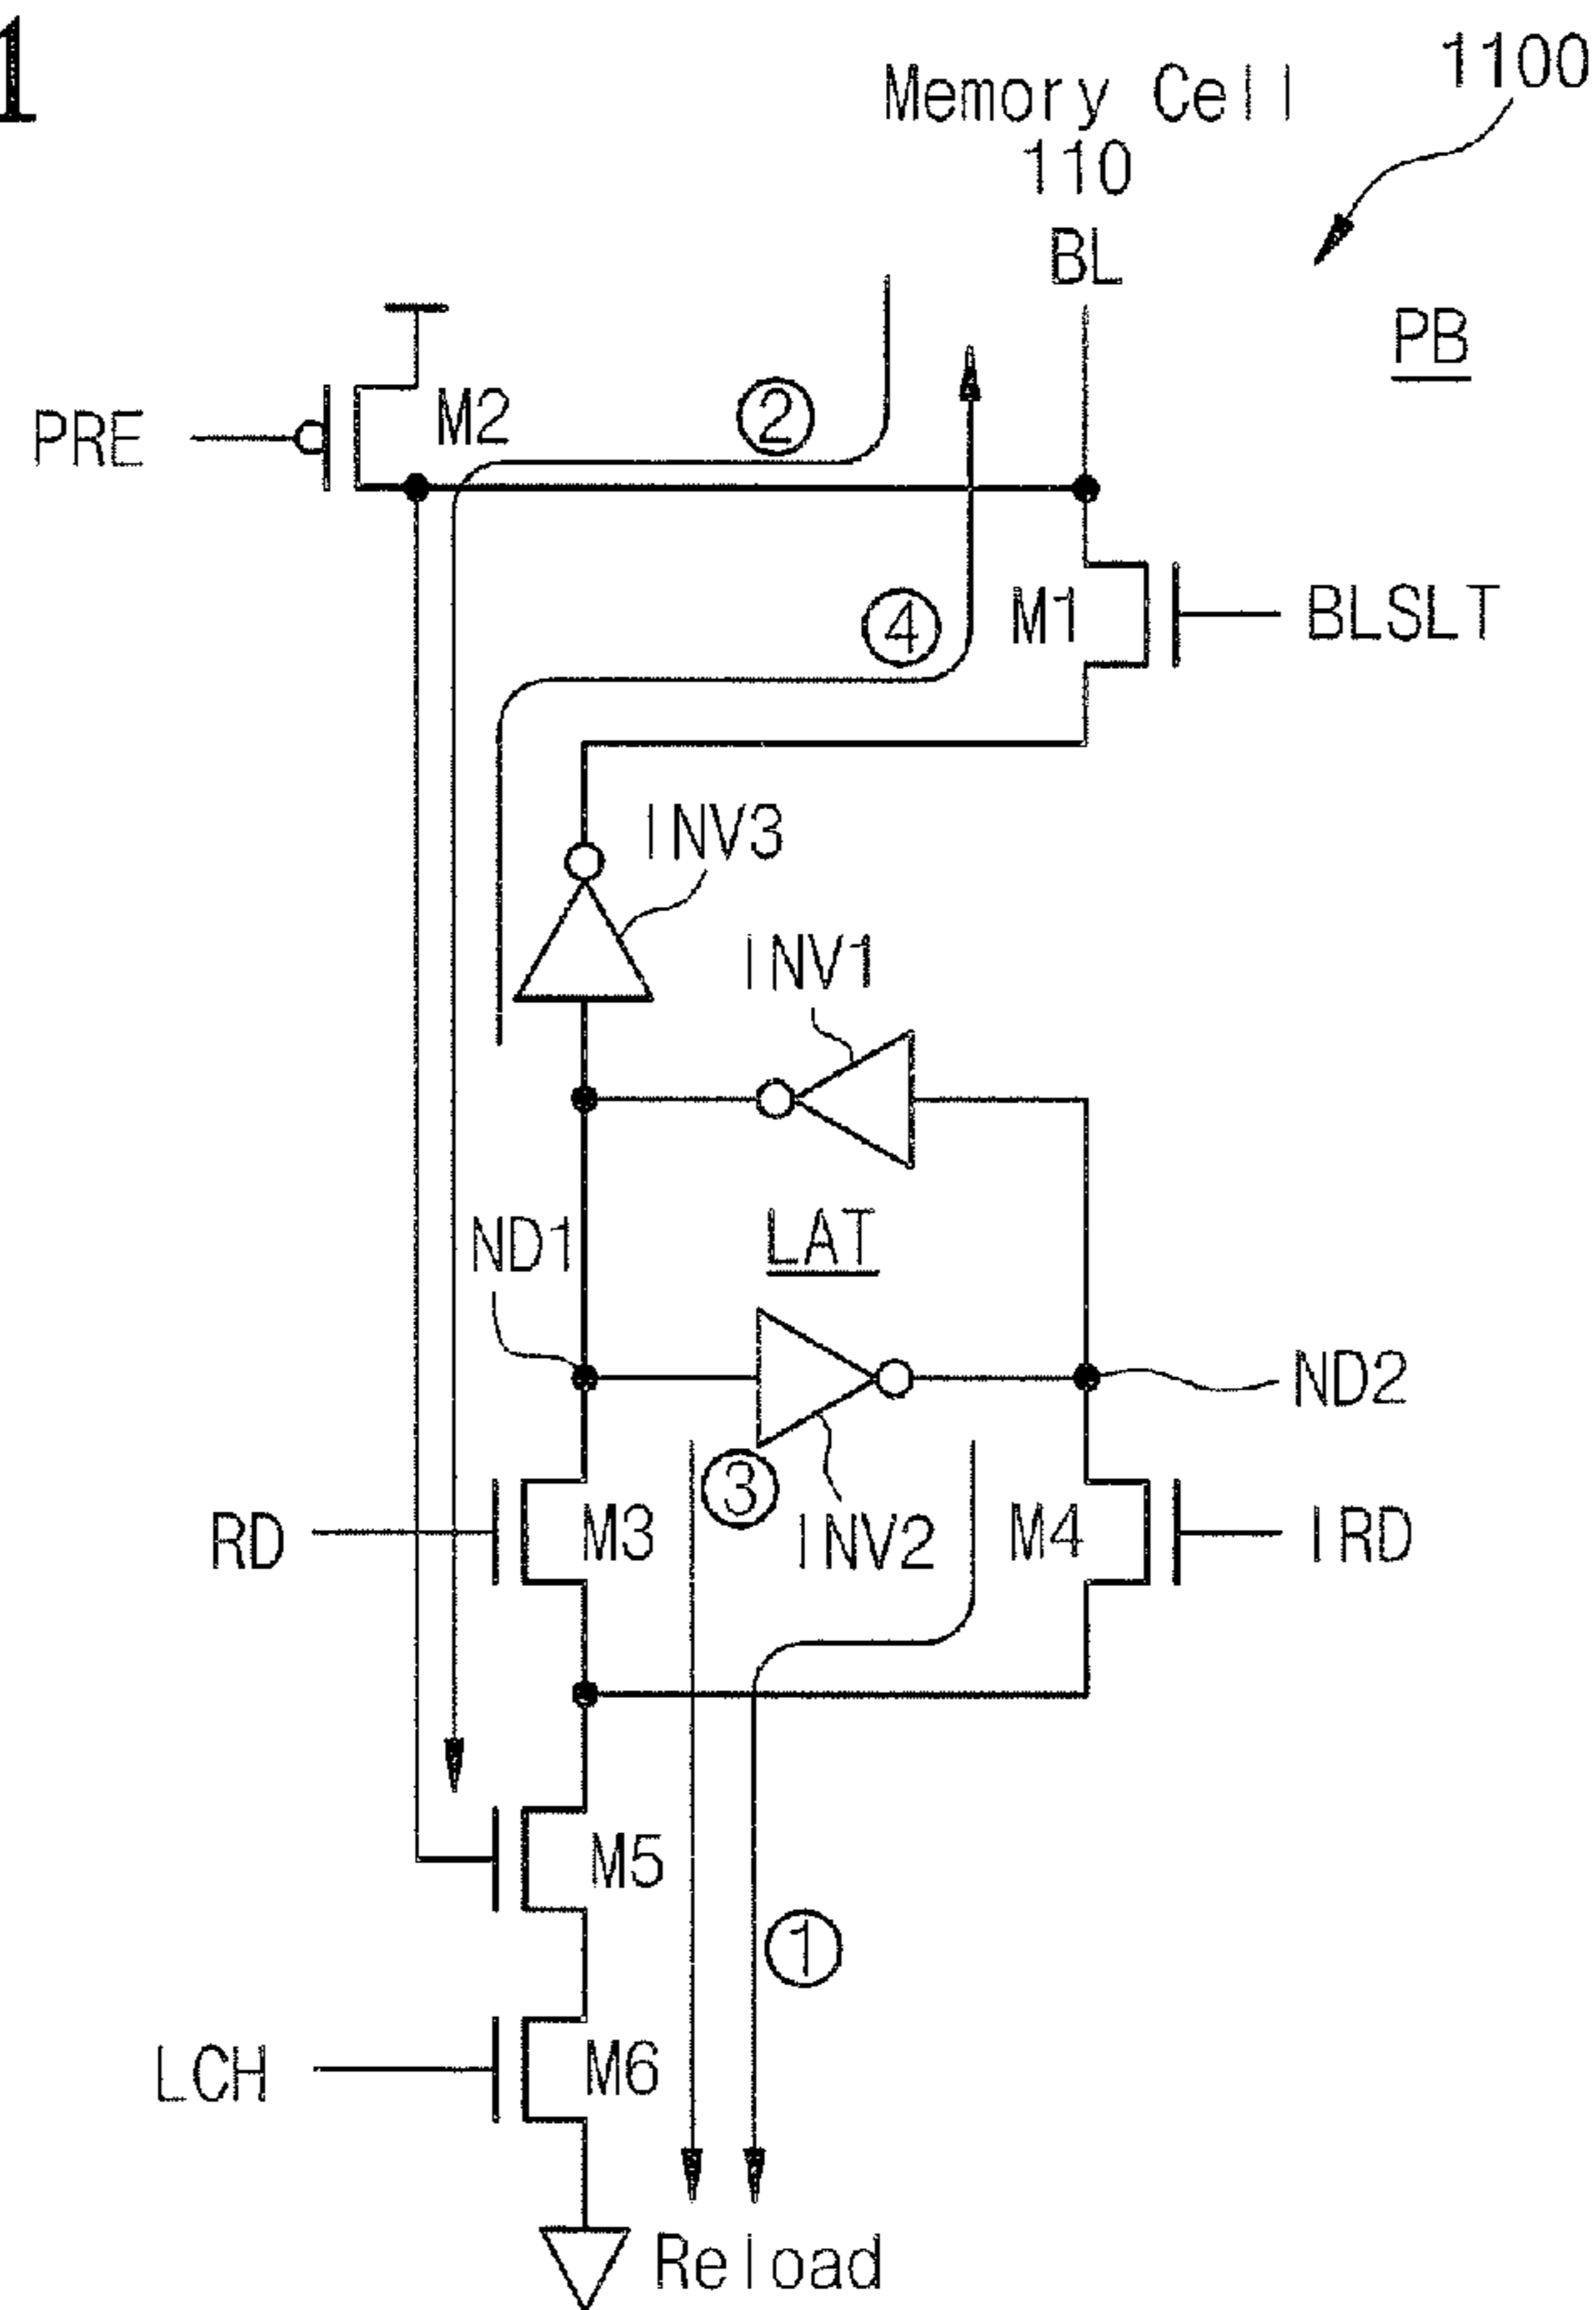 1
1100
Memory Cell
110
BL
PB
PRE
M2
2
4
M1
BLSLT
INV3
INV1
ND1
LAT
ND2
3
RD
M3
INV2
M4
IRD
M5
1
LCH
M6
Reload